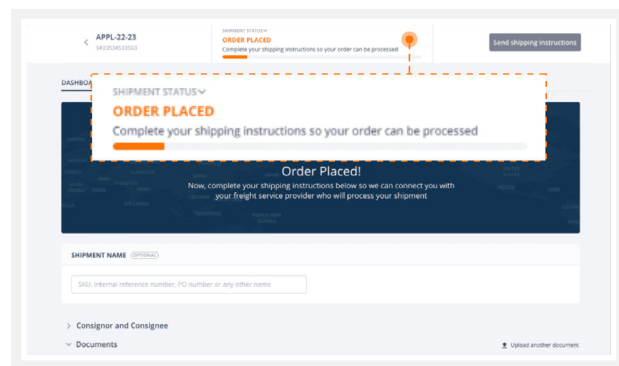 APPL-22-23
SHIPMENT STATUS
ORDER PLACED
Complete your shipping instructions so your order can be processed
Send shipping instructions
DASHBOA
SHIPMENT STATUS
ORDER PLACED
Complete your shipping instructions so your order can be processed
Order Placed!
Now, complete your shipping instructions below so we can connect you with
your freight service provider who will process your shipment
SHIPMENT NAME (OPTIONAL)
SKU, internal reference number, PO number or any other name
Consignor and Consignee
Documents
Upload another document